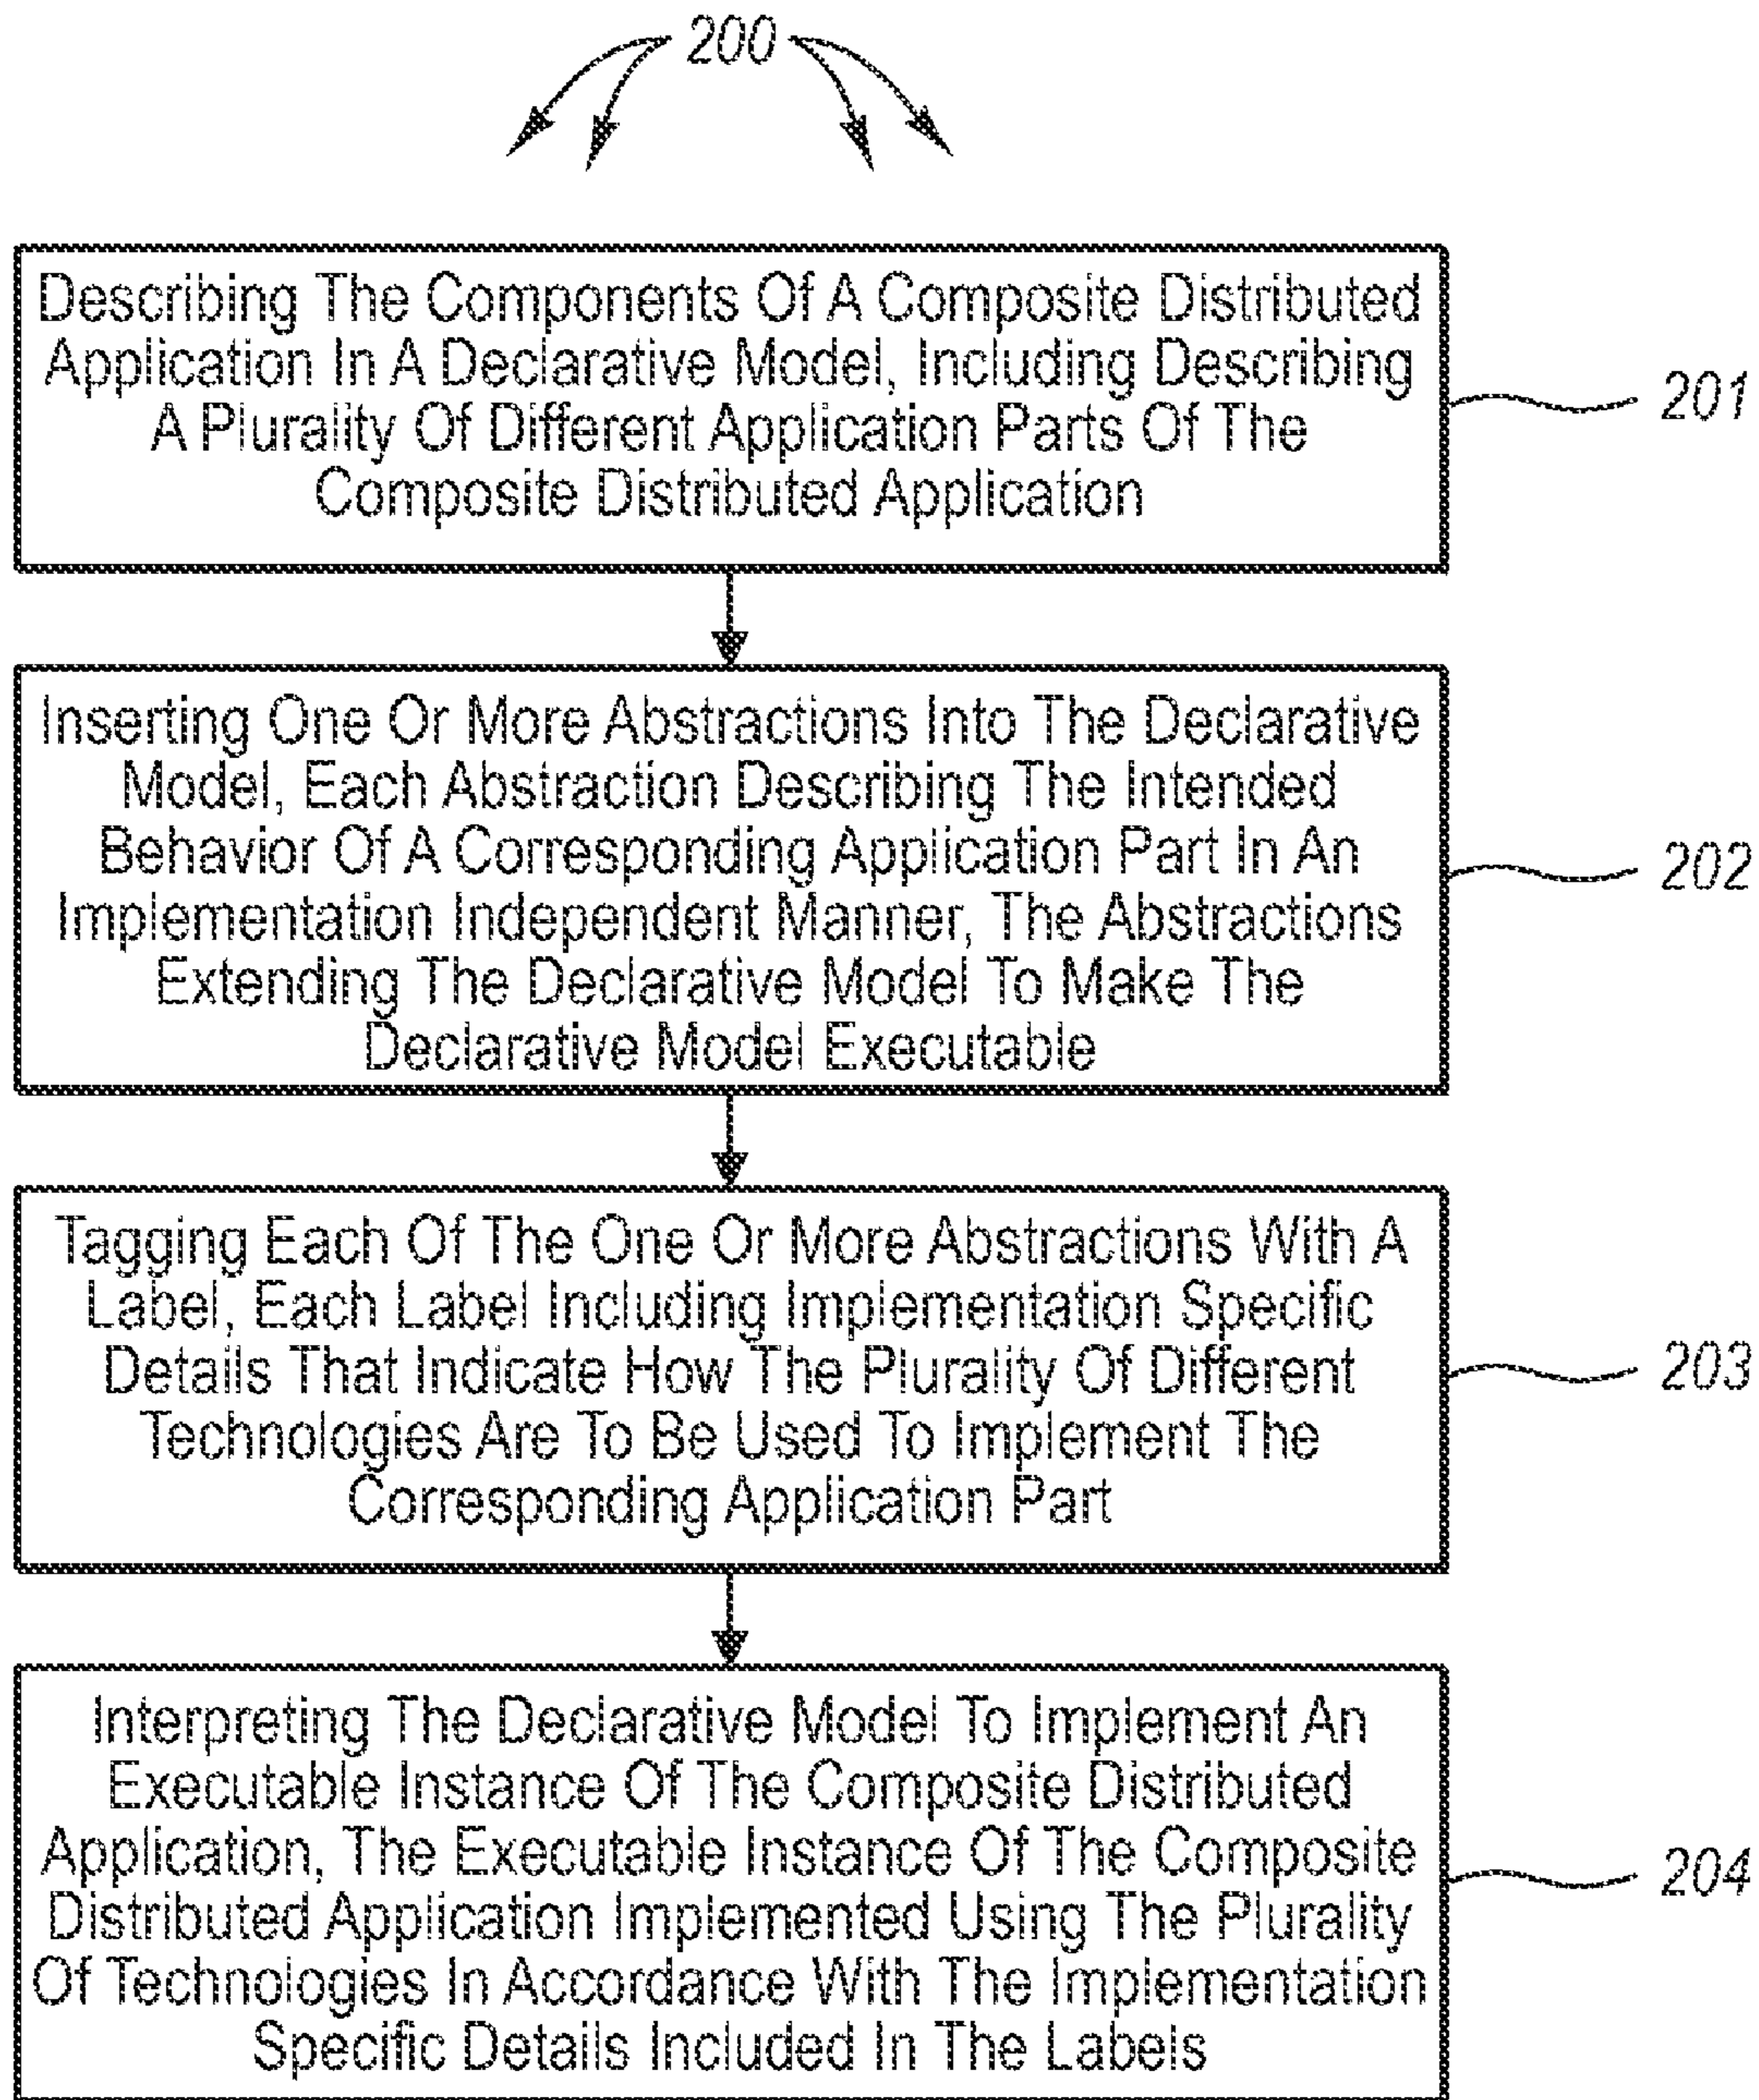 200
Describing The Components Of A Composite Distributed
Application In A Declarative Model, Including Describing
A Plurality Of Different Application Parts Of The
Composite Distributed Application
201
Inserting One Or More Abstractions Into The Declarative
Model, Each Abstraction Describing The Intended
Behavior Of A Corresponding Application Part In An
Implementation Independent Manner, The Abstractions
Extending The Declarative Model To Make The
Declarative Model Executable
202
Tagging Each Of The One Or More Abstractions With A
Label, Each Label Including Implementation Specific
Details That Indicate How The Plurality Of Different
Technologies Are To Be Used To Implement The
Corresponding Application Part
203
Interpreting The Declarative Model To Implement An
Executable Instance Of The Composite Distributed
Application, The Executable Instance Of The Composite
Distributed Application Implemented Using The Plurality
Of Technologies In Accordance With The Implementation
Specific Details Included In The Labels
204